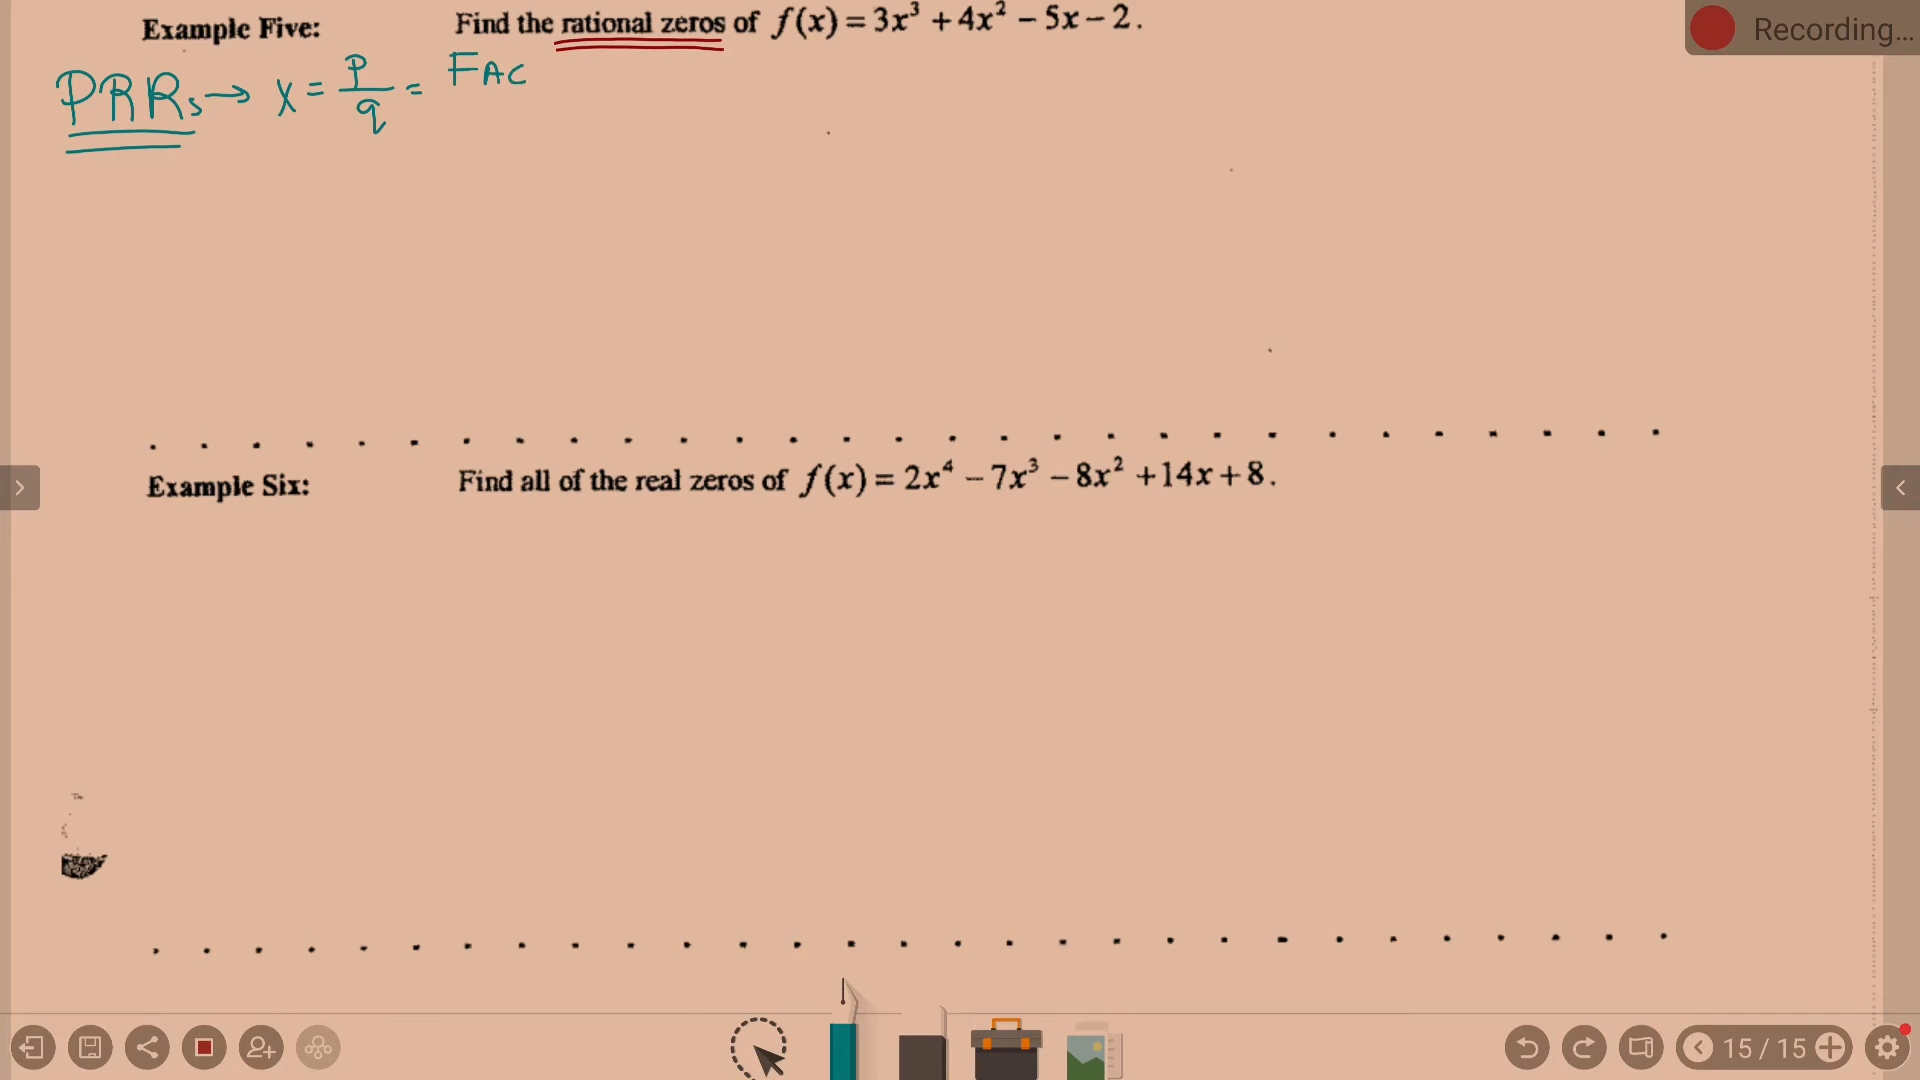 Example Five: Find the rational zeros of f(x) = 3x³ + 4x² − 5x − 2.
Recording...
PRRs → x = p/q = FAC
Example Six: Find all of the real zeros of f(x) = 2x⁴ − 7x³ − 8x² + 14x + 8.
15 / 15